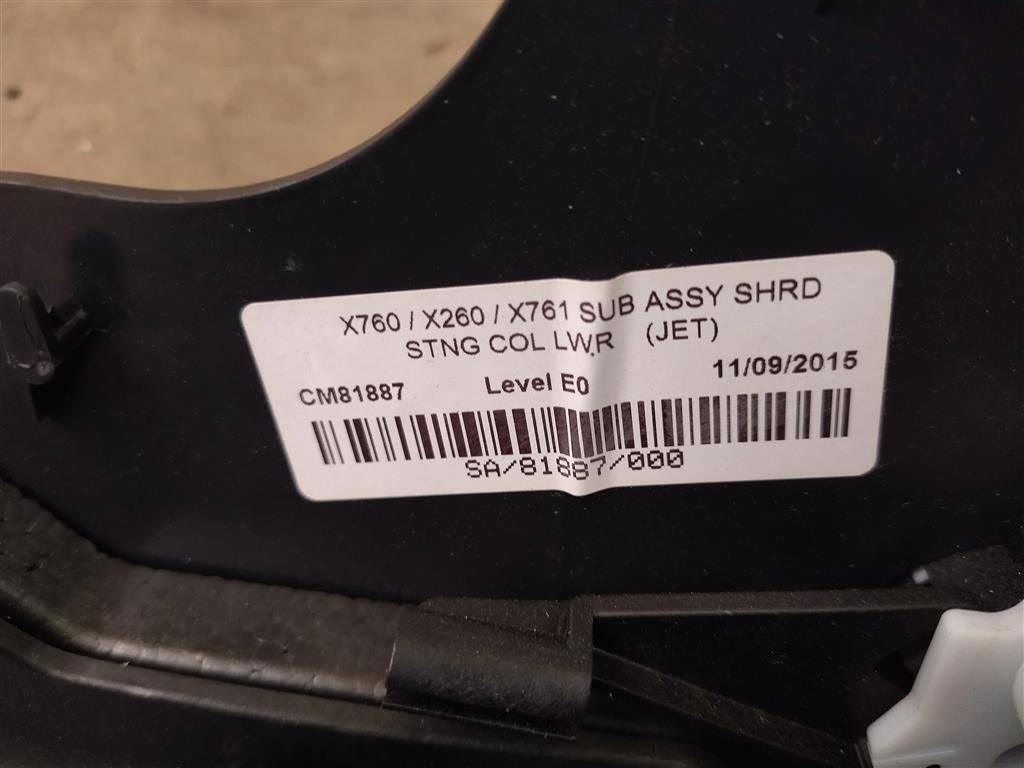 X760 / X260 / X761 SUB ASSY SHRD
STNG COL LWR (JET)
CM81887 Level E0 11/09/2015
SA/81887/000